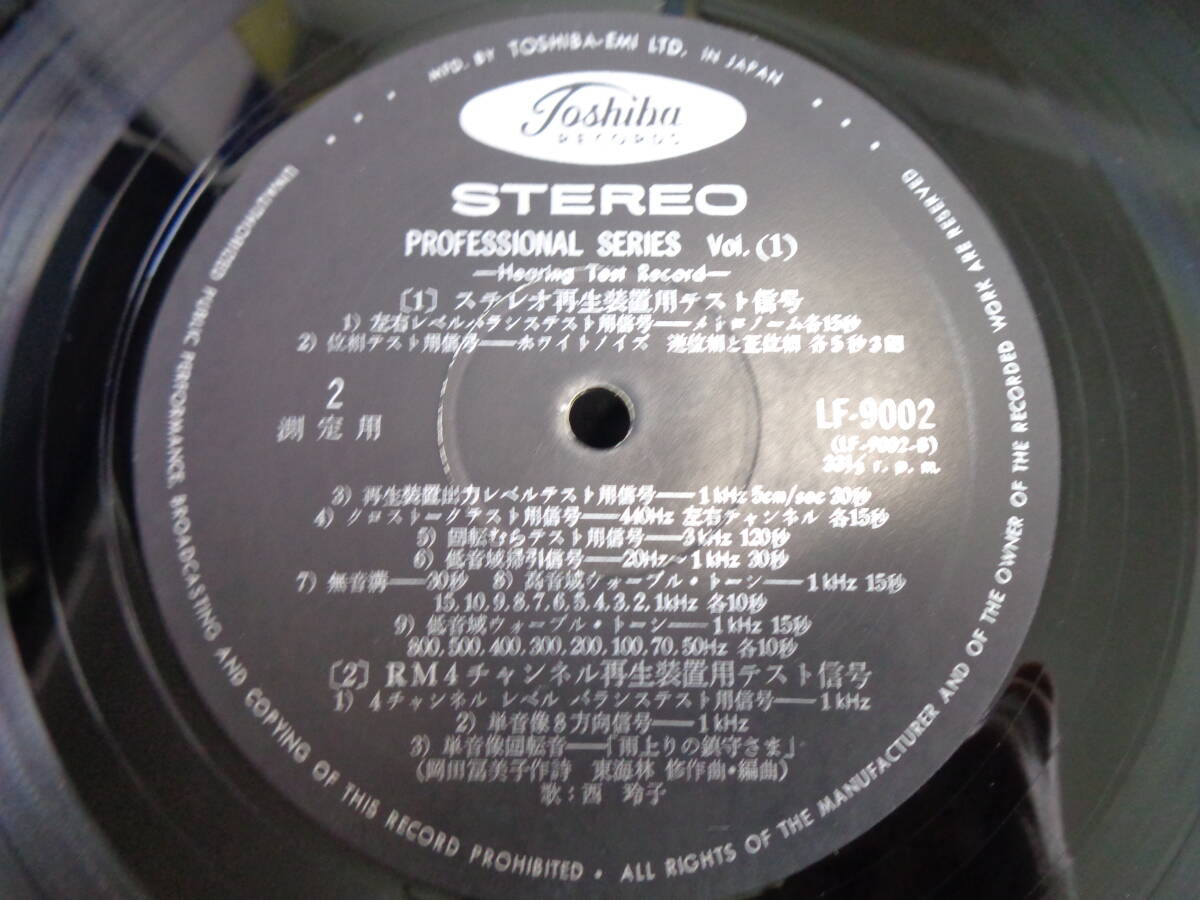 MFD. BY TOSHIBA-EMI LTD. IN JAPAN
Toshiba
RECORDS
STEREO
PROFESSIONAL SERIES Vol. (1)
—Hearing Test Record—
〔1〕ステレオ再生装置用テスト信号
1) 左右レベルバランステスト用信号——メトロノーム各15秒
2) 位相テスト用信号——ホワイトノイズ 逆位相と正位相 各5秒3回
2
測定用
LF-9002
(LF-9002-B)
33⅓ r. p. m.
3) 再生装置出力レベルテスト用信号——1kHz 5cm/sec 30秒
4) クロストークテスト用信号——440Hz 左右チャンネル 各15秒
5) 回転むらテスト用信号——3kHz 120秒
6) 低音域掃引信号——20Hz〜1kHz 30秒
7) 無音溝——30秒 8) 高音域ウォーブル・トーン——1kHz 15秒
15,10,9,8,7,6,5,4,3,2,1kHz 各10秒
9) 低音域ウォーブル・トーン——1kHz 15秒
800,500,400,300,200,100,70,50Hz 各10秒
〔2〕RM4チャンネル再生装置用テスト信号
1) 4チャンネル レベル バランステスト用信号——1kHz
2) 単音像8方向信号——1kHz
3) 単音像回転音——「雨上りの鎮守さま」
(岡田冨美子作詩 東海林 修作曲・編曲)
歌:西 玲子
UNAUTHORIZED PUBLIC PERFORMANCE, BROADCASTING AND COPYING OF THIS RECORD PROHIBITED • ALL RIGHTS OF THE MANUFACTURER AND OF THE OWNER OF THE RECORDED WORK ARE RESERVED